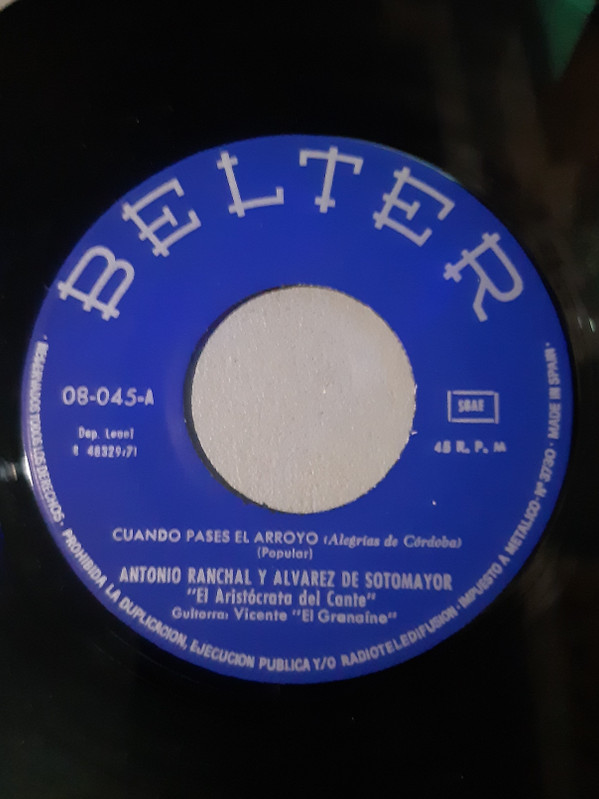 BELTER
08-045-A
Dep. Legal
48329/71
SGAE
45 R. P. M
CUANDO PASES EL ARROYO (Alegrías de Córdoba)
(Popular)
ANTONIO RANCHAL Y ALVAREZ DE SOTOMAYOR
"El Aristócrata del Cante"
Guitarra: Vicente "El Granaíno"
· RESERVADOS TODOS LOS DERECHOS · PROHIBIDA LA DUPLICACION, EJECUCION PUBLICA Y/O RADIOTELEDIFUSION · IMPUESTO A METALICO · Nº 3730 · MADE IN SPAIN ·